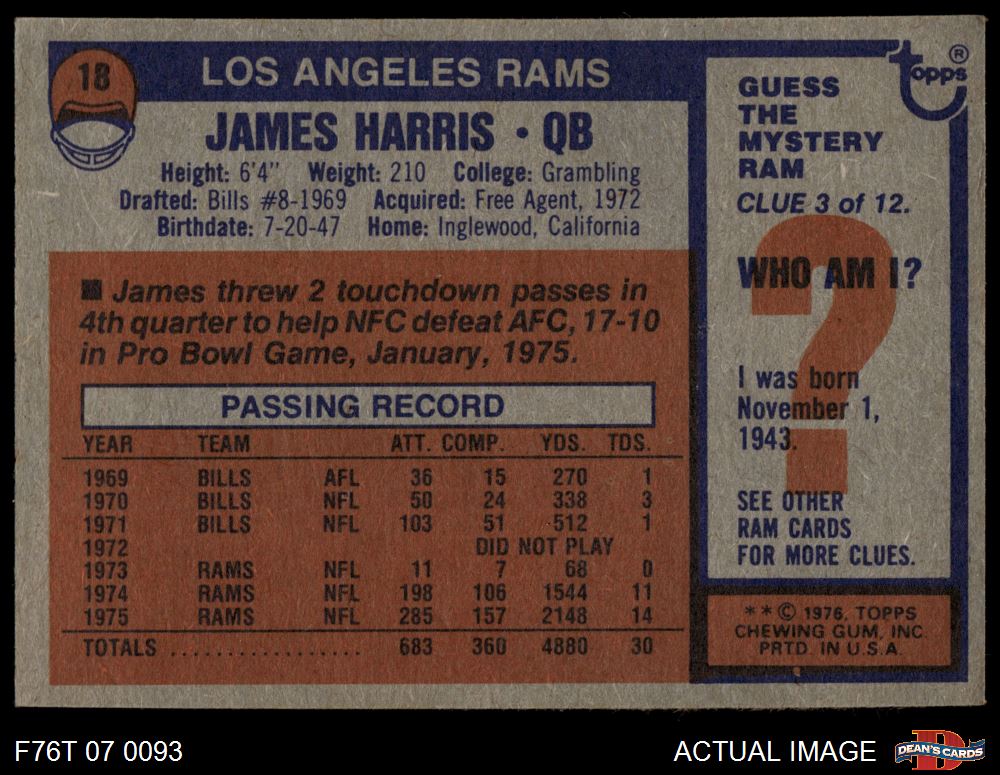 18
LOS ANGELES RAMS
JAMES HARRIS • QB
Height: 6'4" Weight: 210 College: Grambling
Drafted: Bills #8-1969 Acquired: Free Agent, 1972
Birthdate: 7-20-47 Home: Inglewood, California
■ James threw 2 touchdown passes in
4th quarter to help NFC defeat AFC, 17-10
in Pro Bowl Game, January, 1975.
PASSING RECORD
YEAR TEAM ATT. COMP. YDS. TDS.
1969 BILLS AFL 36 15 270 1
1970 BILLS NFL 50 24 338 3
1971 BILLS NFL 103 51 512 1
1972 DID NOT PLAY
1973 RAMS NFL 11 7 68 0
1974 RAMS NFL 198 106 1544 11
1975 RAMS NFL 285 157 2148 14
TOTALS .................. 683 360 4880 30
topps®
GUESS
THE
MYSTERY
RAM
CLUE 3 of 12.
?
WHO AM I?
I was born
November 1,
1943.
SEE OTHER
RAM CARDS
FOR MORE CLUES.
**© 1976, TOPPS
CHEWING GUM, INC.
PRTD. IN U.S.A.
F76T 07 0093
ACTUAL IMAGE
D
DEAN'S CARDS